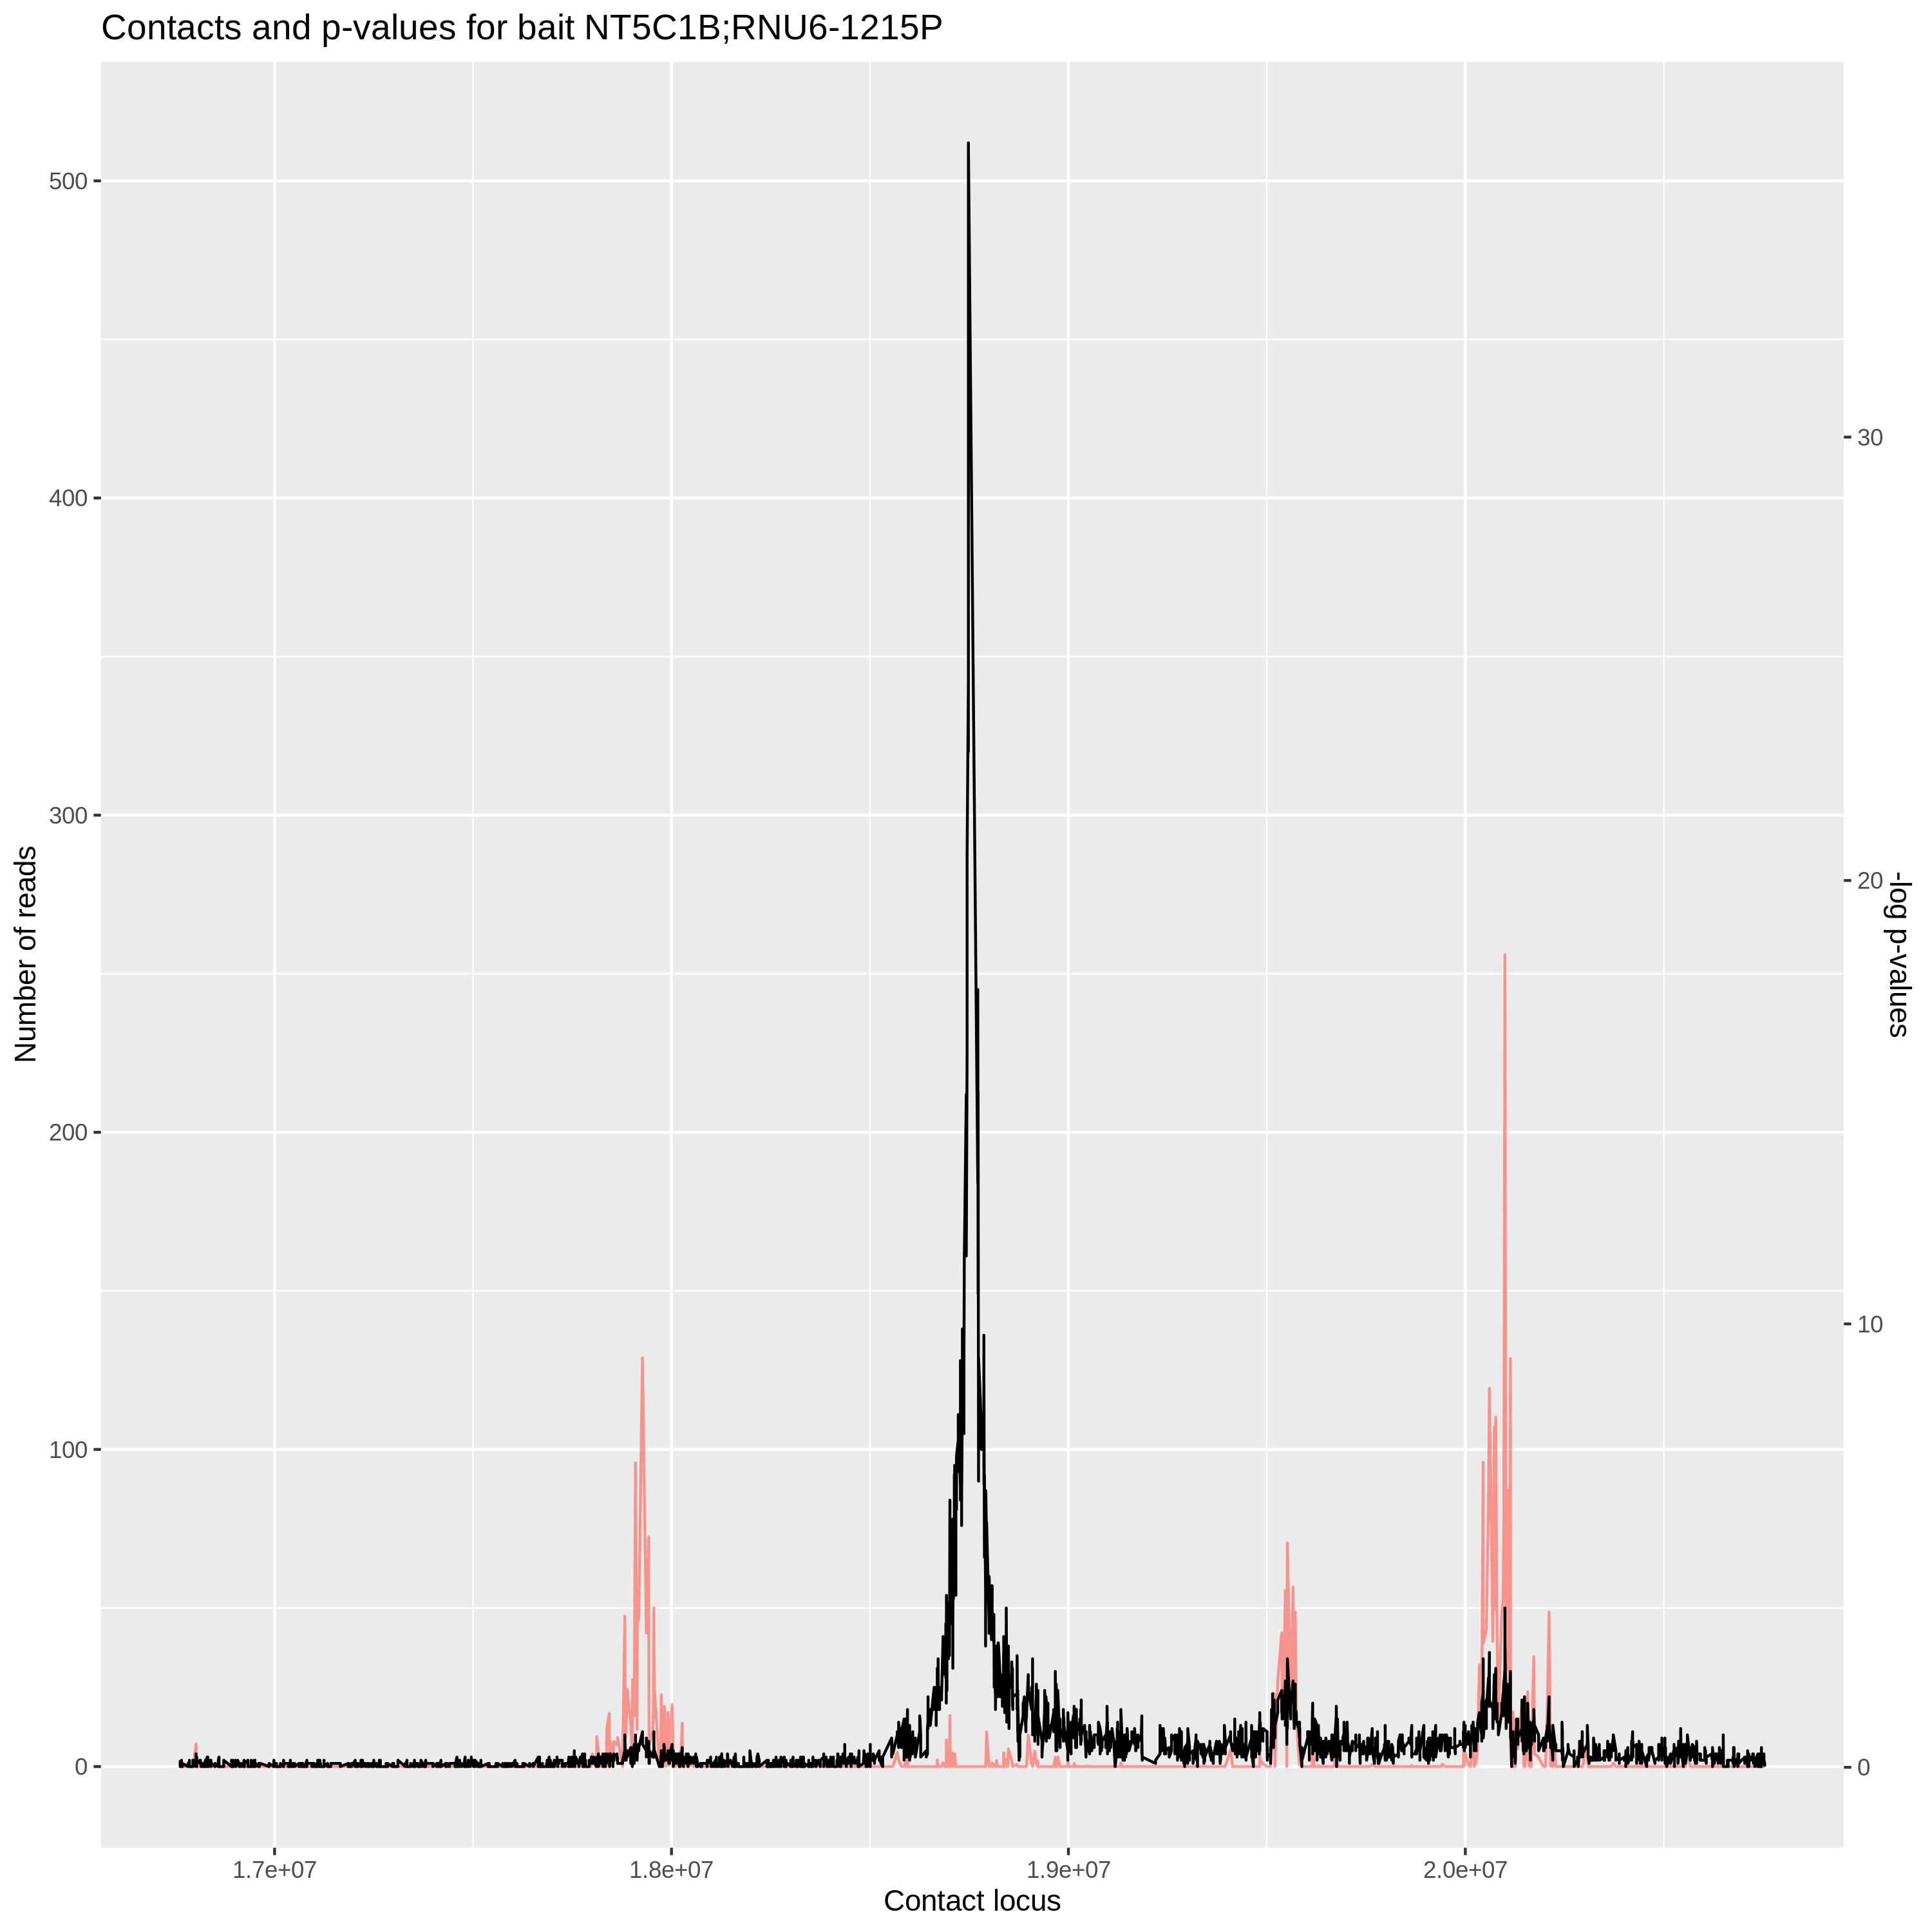 Contacts and p-values for bait NT5C1B;RNU6-1215P
Number of reads
500
400
300
200
100
0
30
20
10
0
-log p-values
1.7e+07
1.8e+07
1.9e+07
2.0e+07
Contact locus